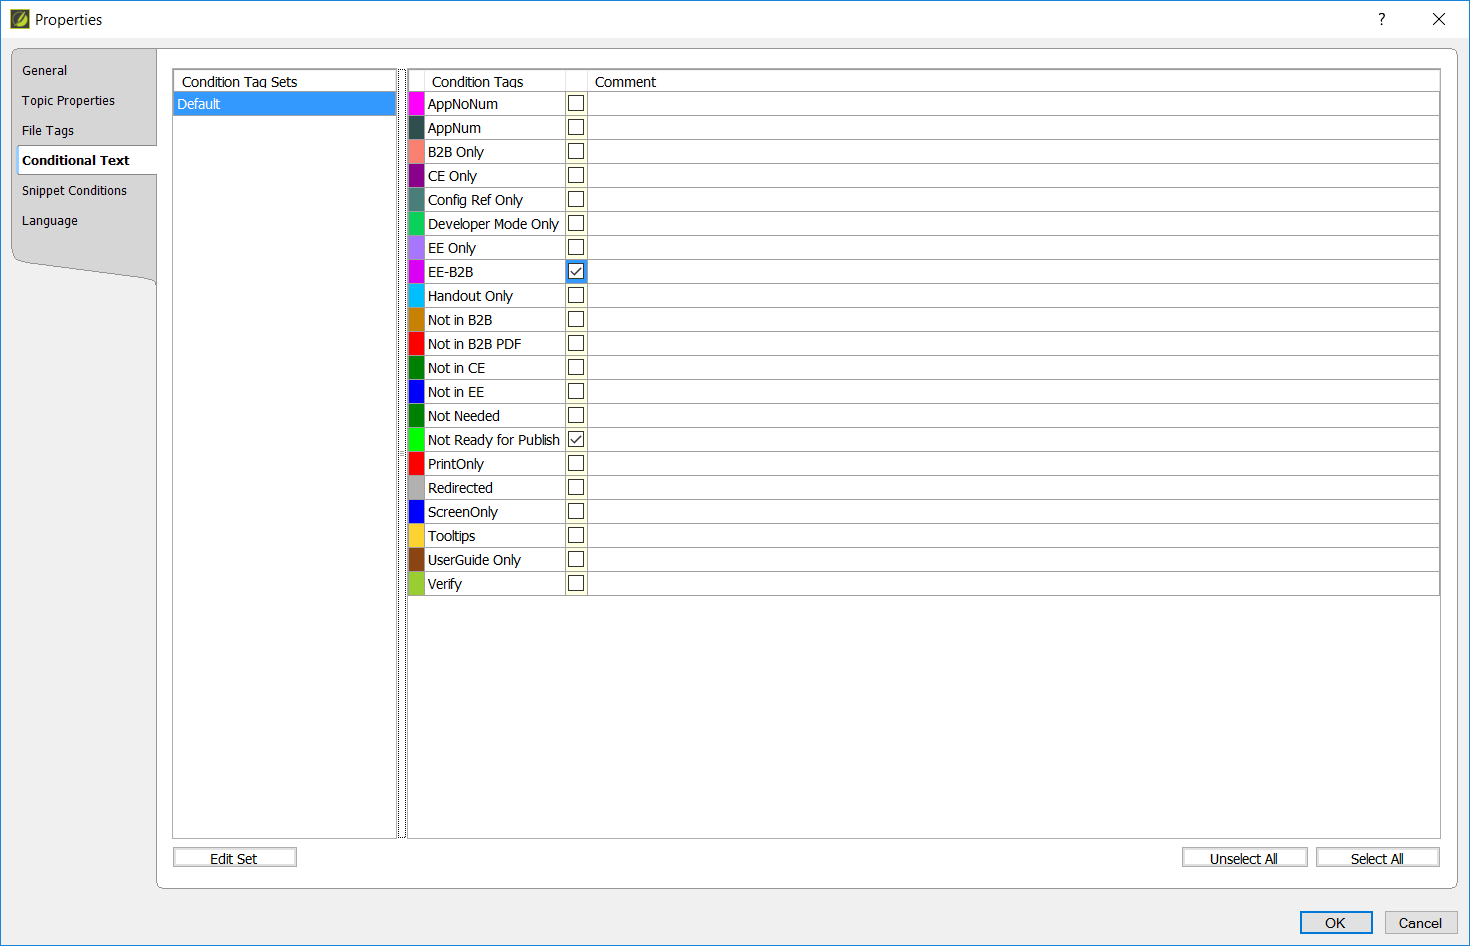 Properties
?
General
Topic Properties
File Tags
Conditional Text
Snippet Conditions
Language
Condition Tag Sets
Default
Condition Tags
Comment
AppNoNum
AppNum
B2B Only
CE Only
Config Ref Only
Developer Mode Only
EE Only
EE-B2B
Handout Only
Not in B2B
Not in B2B PDF
Not in CE
Not in EE
Not Needed
Not Ready for Publish
PrintOnly
Redirected
ScreenOnly
Tooltips
UserGuide Only
Verify
Edit Set
Unselect All
Select All
OK
Cancel